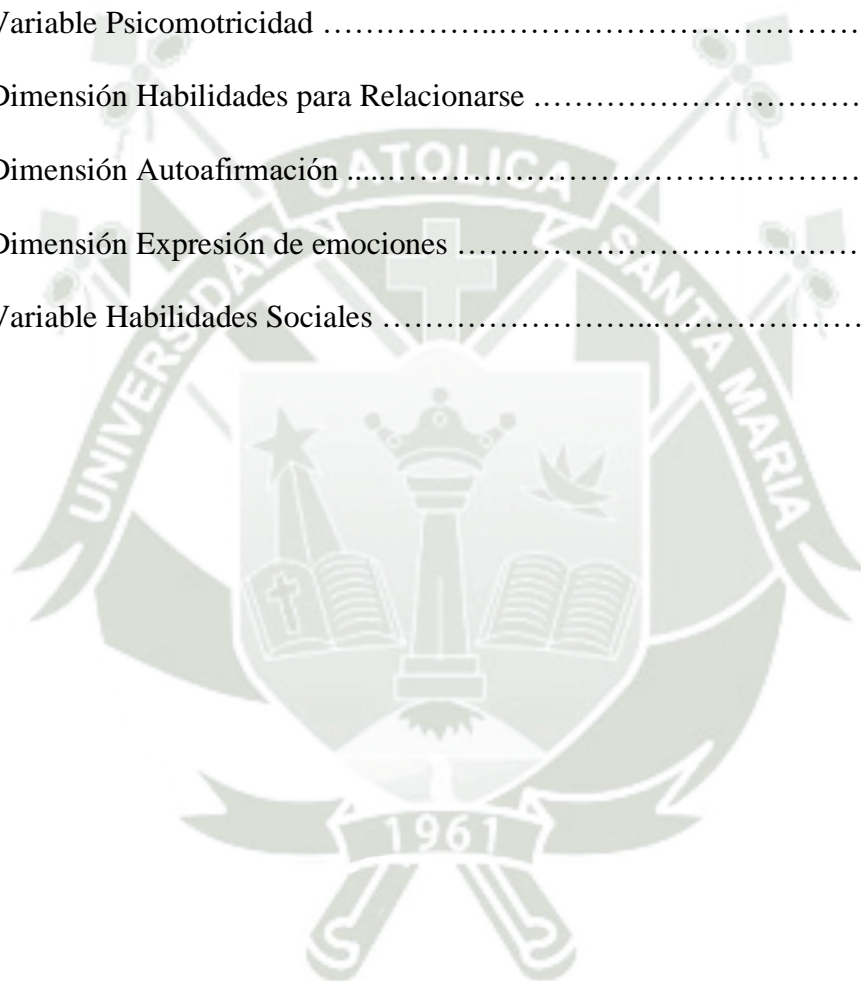 Variable Psicomotricidad …….………..……………………………
Dimensión Habilidades para Relacionarse .…………………………
Dimensión Autoafirmación ....……………………………..…………
Dimensión Expresión de emociones …………………………….……
Variable Habilidades Sociales ……………………...…………………
UNIVERSIDAD CATOLICA SANTA MARIA
1961